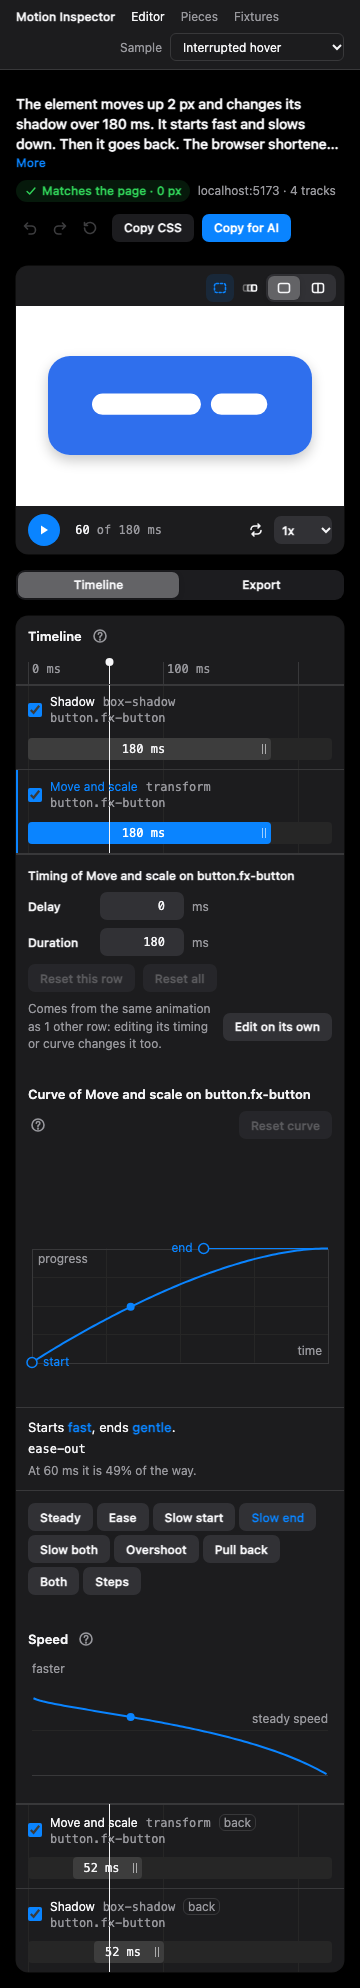 Motion Inspector Editor Pieces Fixtures
Sample Interrupted hover
The element moves up 2 px and changes its
shadow over 180 ms. It starts fast and slows
down. Then it goes back. The browser shortene...
More
Matches the page · 0 px localhost:5173 · 4 tracks
Copy CSS Copy for AI
60 of 180 ms 1x
Timeline Export
Timeline
0 ms 100 ms
Shadow box-shadow
button.fx-button
180 ms
Move and scale transform
button.fx-button
180 ms
Timing of Move and scale on button.fx-button
Delay 0 ms
Duration 180 ms
Reset this row Reset all
Comes from the same animation
as 1 other row: editing its timing
or curve changes it too.
Edit on its own
Curve of Move and scale on button.fx-button
Reset curve
end
progress
time
start
Starts fast, ends gentle.
ease-out
At 60 ms it is 49% of the way.
Steady Ease Slow start Slow end
Slow both Overshoot Pull back
Both Steps
Speed
faster
steady speed
Move and scale transform back
button.fx-button
52 ms
Shadow box-shadow back
button.fx-button
52 ms